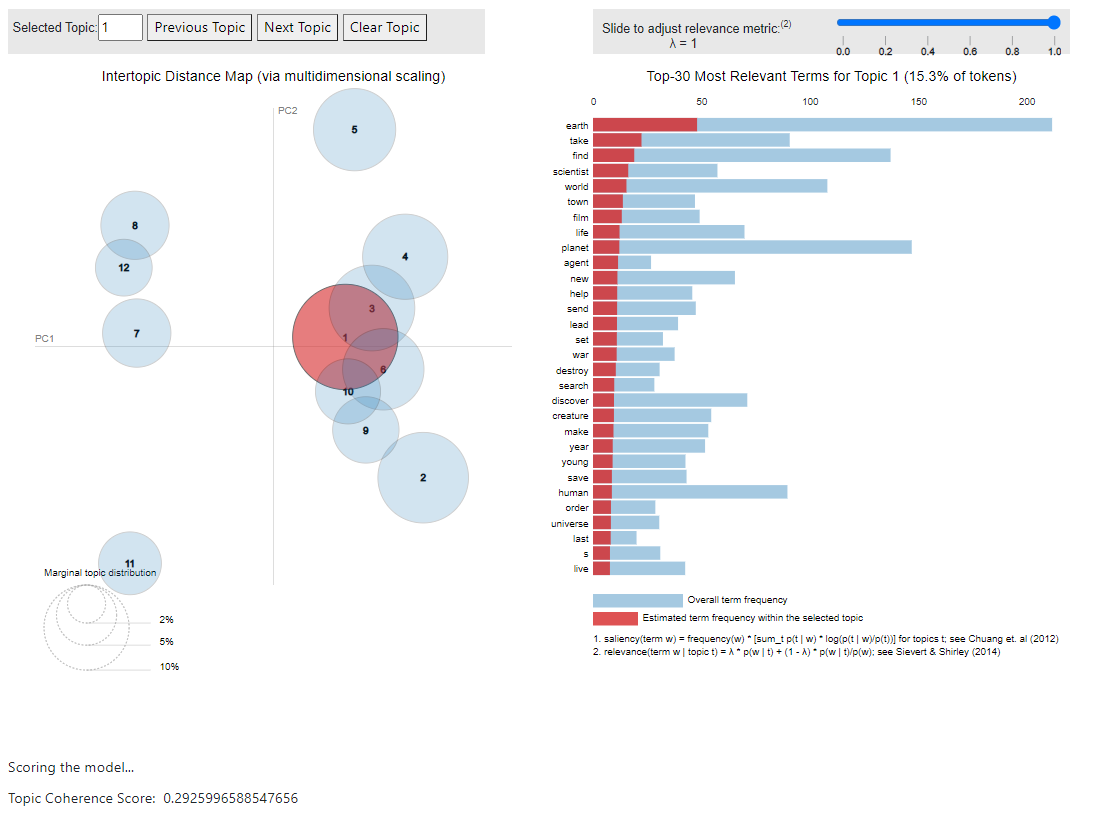 Selected Topic: 1 Previous Topic Next Topic Clear Topic
Slide to adjust relevance metric:(2)
λ = 1
0.0 0.2 0.4 0.6 0.8 1.0
Intertopic Distance Map (via multidimensional scaling)
PC2
PC1
5
8
4
12
3
7
1
6
10
9
2
11
Marginal topic distribution
2%
5%
10%
Top-30 Most Relevant Terms for Topic 1 (15.3% of tokens)
0 50 100 150 200
earth
take
find
scientist
world
town
film
life
planet
agent
new
help
send
lead
set
war
destroy
search
discover
creature
make
year
young
save
human
order
universe
last
s
live
Overall term frequency
Estimated term frequency within the selected topic
1. saliency(term w) = frequency(w) * [sum_t p(t | w) * log(p(t | w)/p(t))] for topics t; see Chuang et. al (2012)
2. relevance(term w | topic t) = λ * p(w | t) + (1 - λ) * p(w | t)/p(w); see Sievert & Shirley (2014)
Scoring the model...
Topic Coherence Score: 0.2925996588547656